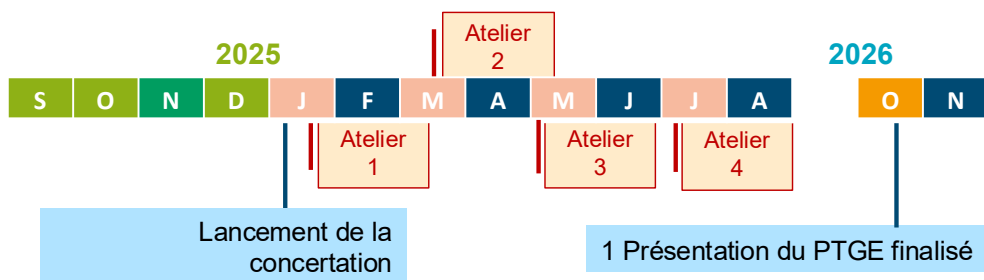 2025
2026
Atelier
2
S O N D J F M A M J J A O N
Atelier
1
Atelier
3
Atelier
4
Lancement de la
concertation
1 Présentation du PTGE finalisé